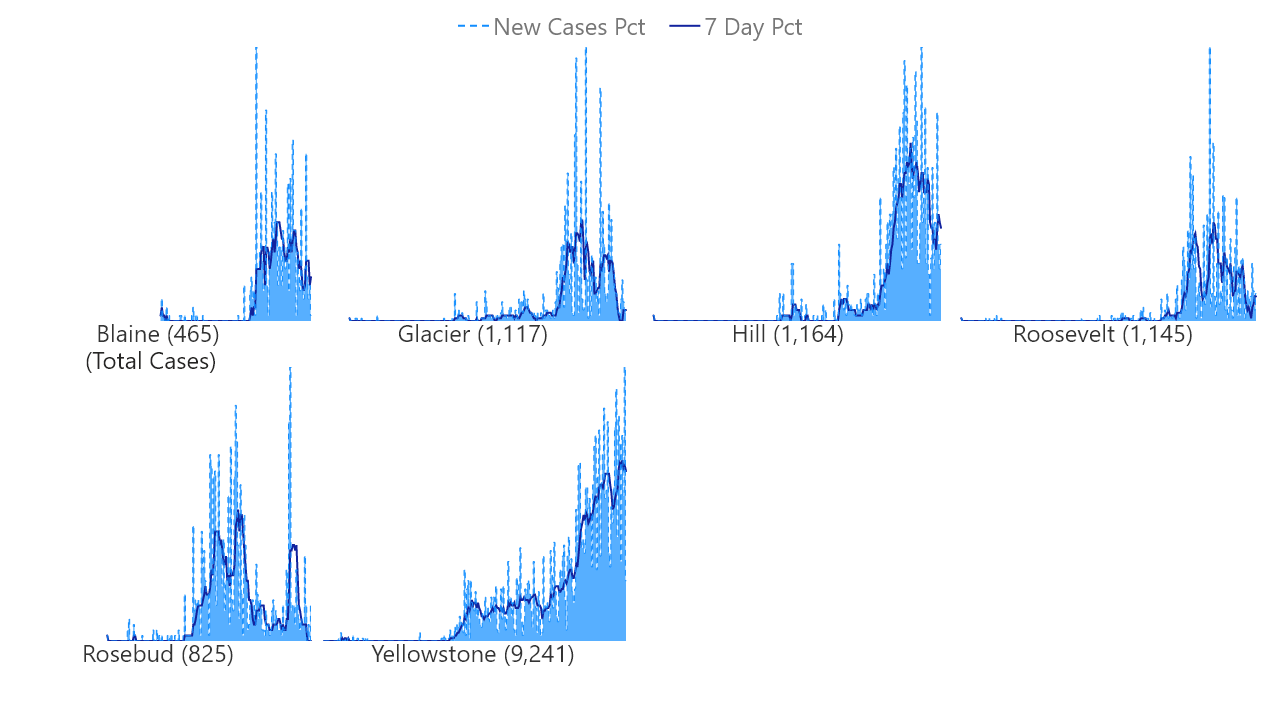 New Cases Pct 7 Day Pct
Blaine (465) Glacier (1,117) Hill (1,164) Roosevelt (1,145)
(Total Cases)
Rosebud (825) Yellowstone (9,241)